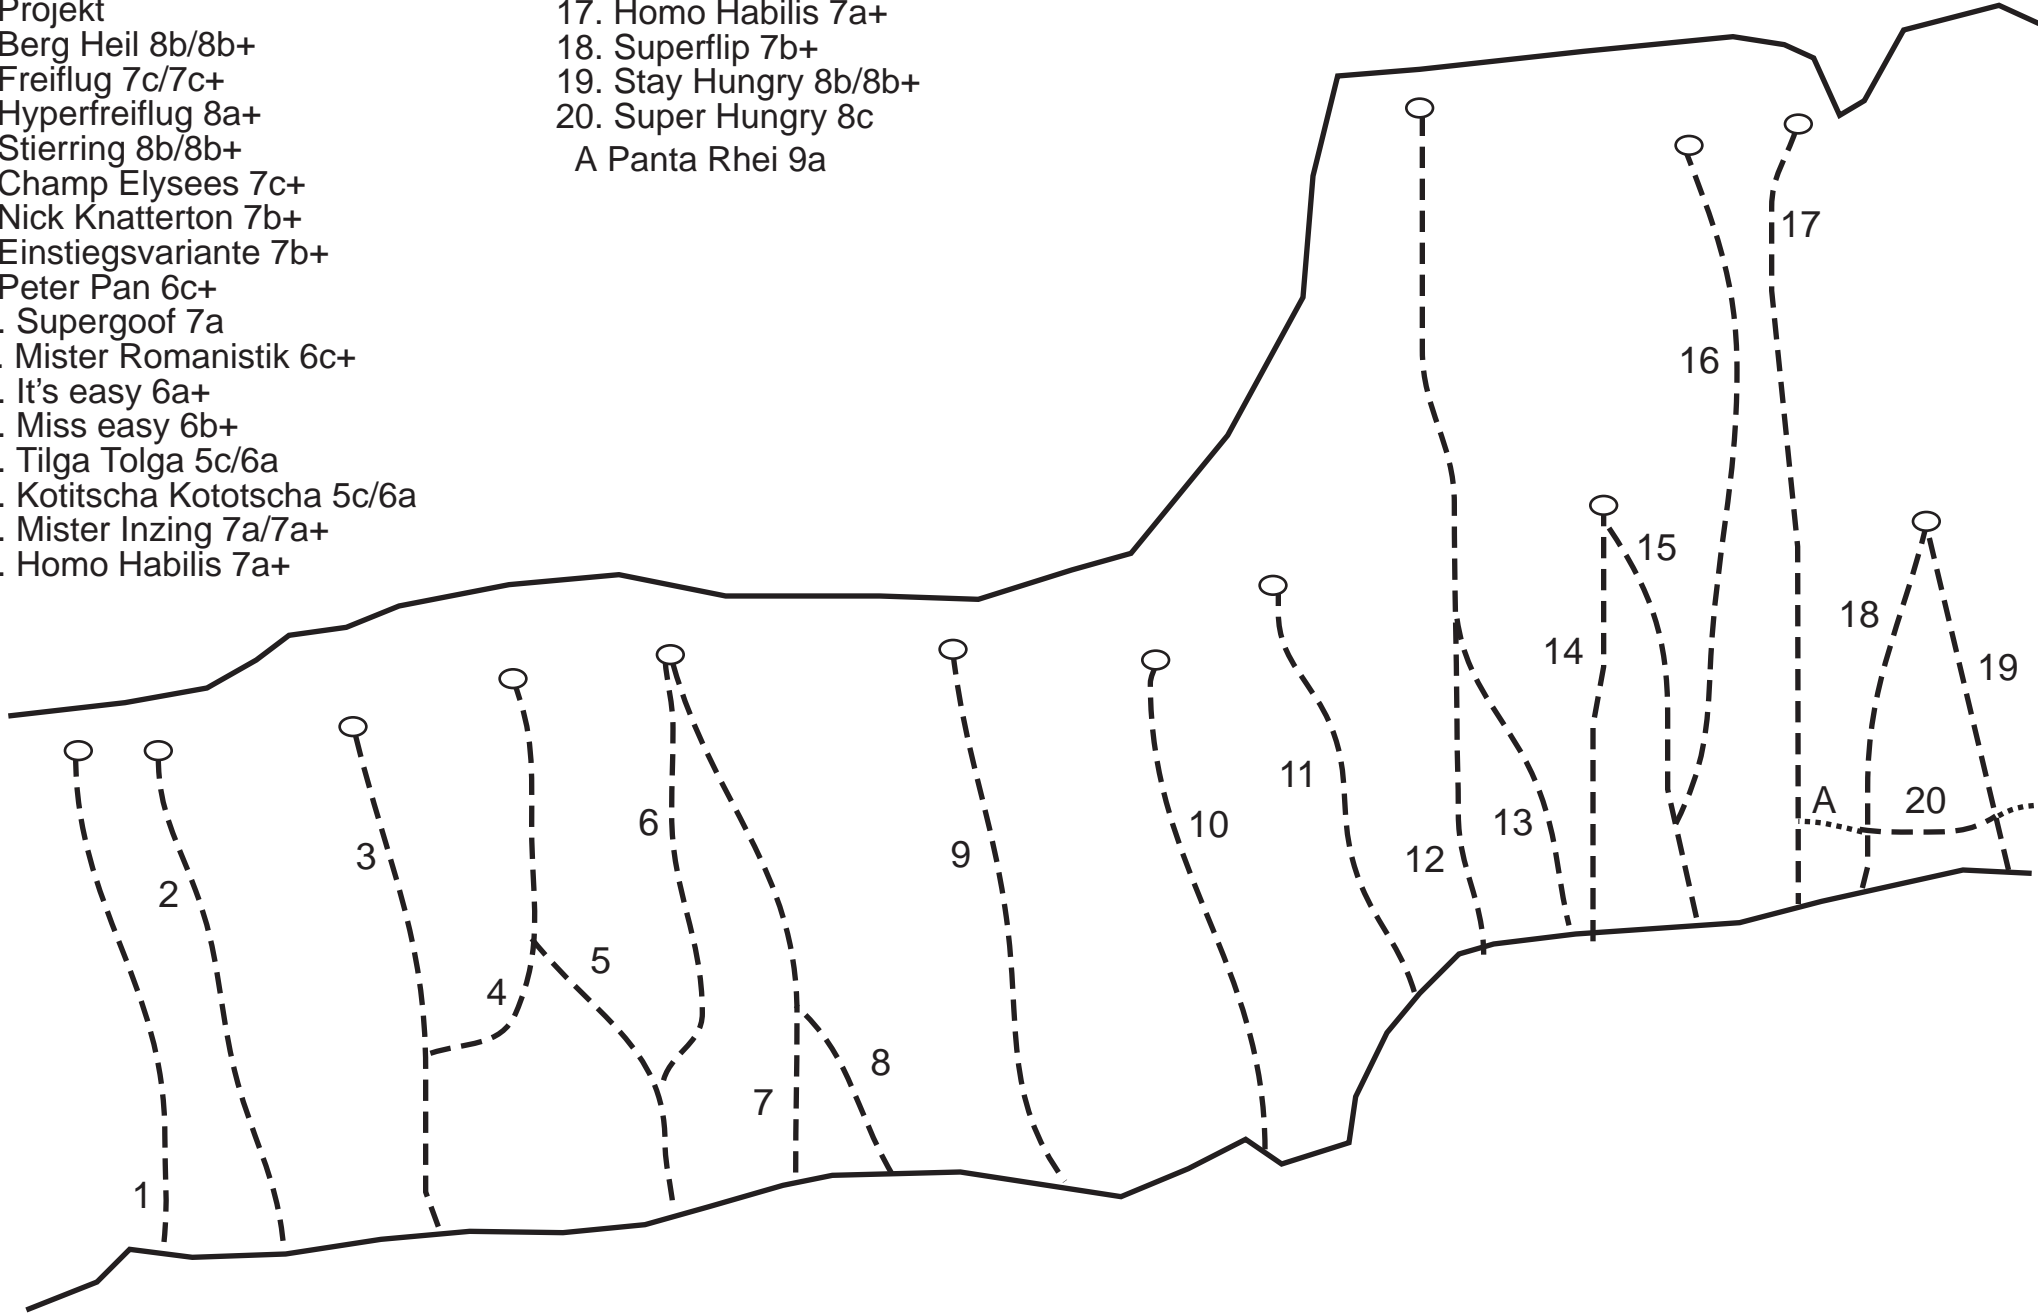 Projekt
Berg Heil 8b/8b+
Freiflug 7c/7c+
Hyperfreiflug 8a+
Stierring 8b/8b+
Champ Elysees 7c+
Nick Knatterton 7b+
Einstiegsvariante 7b+
Peter Pan 6c+
. Supergoof 7a
. Mister Romanistik 6c+
. It’s easy 6a+
. Miss easy 6b+
. Tilga Tolga 5c/6a
. Kotitscha Kototscha 5c/6a
. Mister Inzing 7a/7a+
. Homo Habilis 7a+
17. Homo Habilis 7a+
18. Superflip 7b+
19. Stay Hungry 8b/8b+
20. Super Hungry 8c
A Panta Rhei 9a
17
16
15
18
14
19
11
A
20
6
10
13
3
9
12
2
5
4
8
7
1